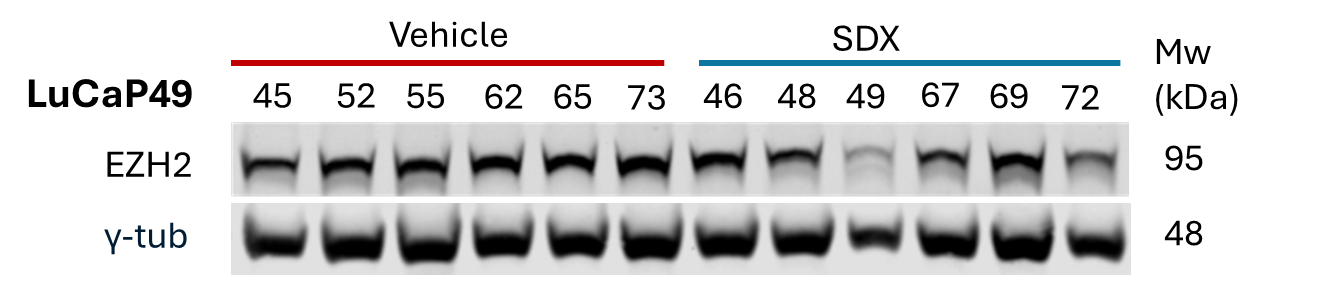 Vehicle SDX
Mw
(kDa)
LuCaP49 45 52 55 62 65 73 46 48 49 67 69 72
EZH2 95
γ-tub 48